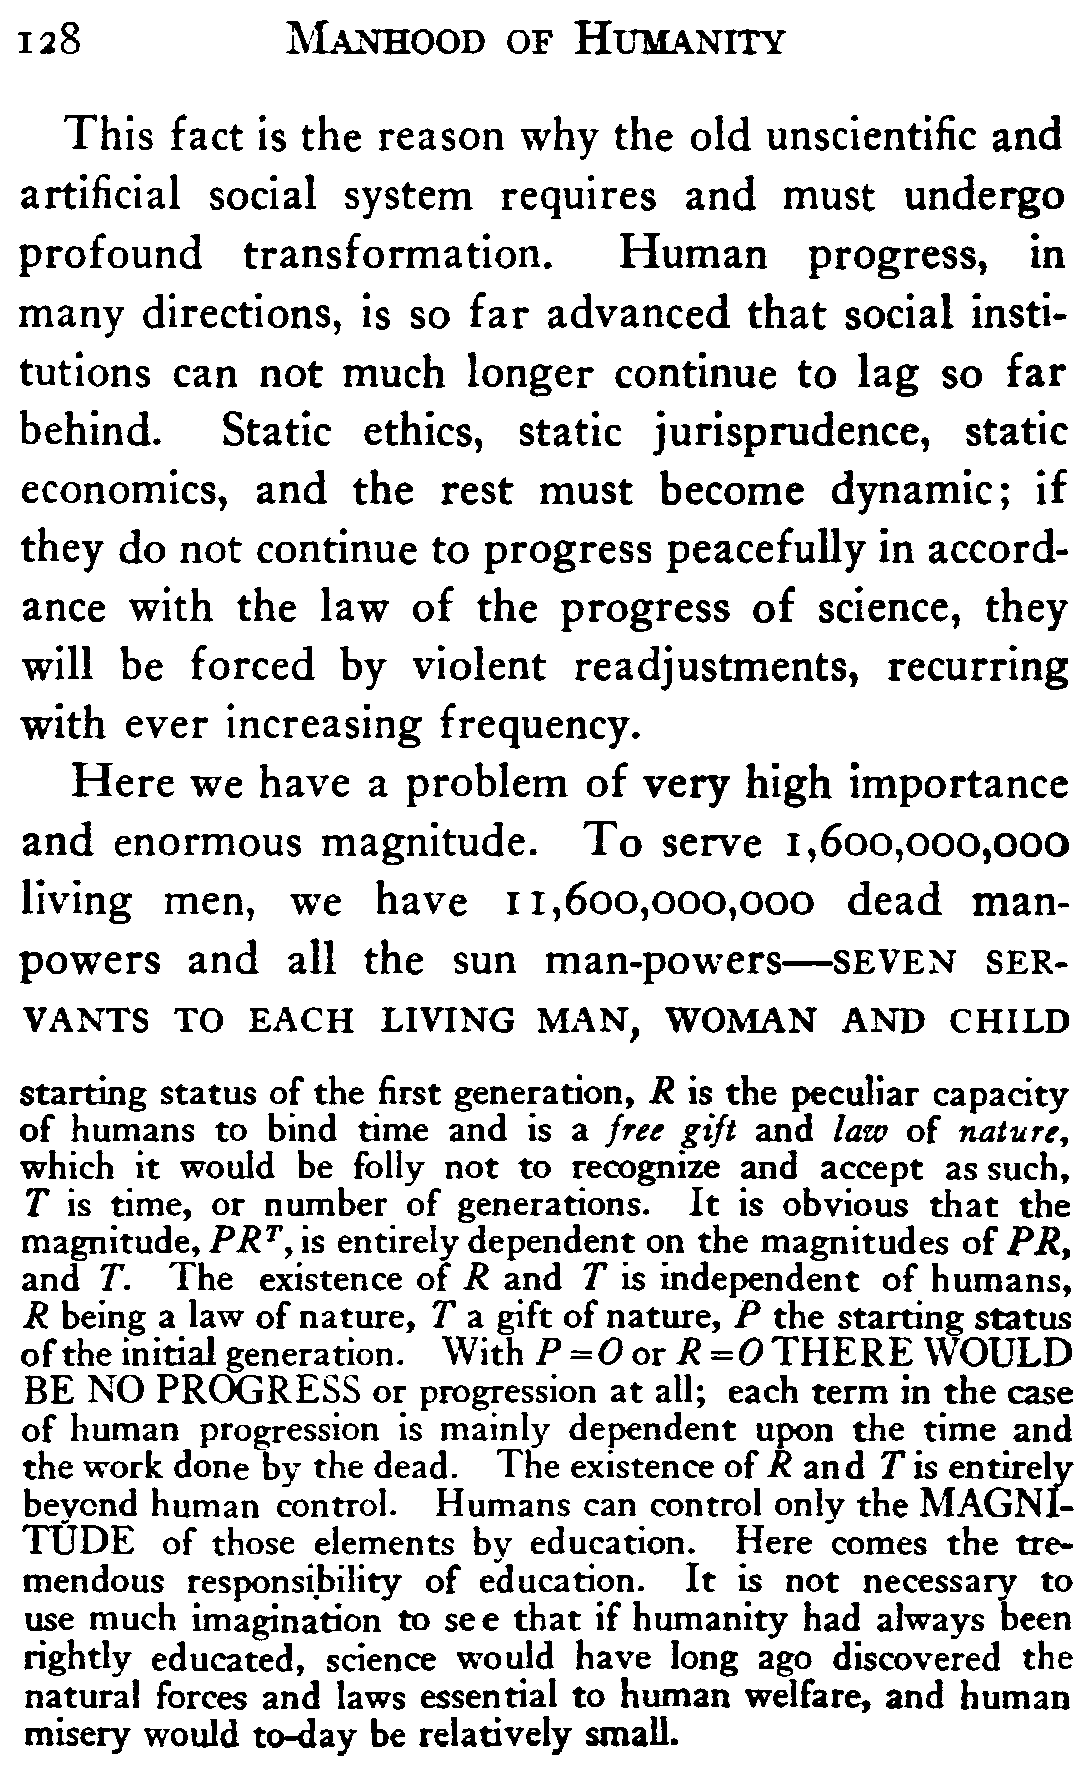 128 MANHOOD OF HUMANITY
This fact is the reason why the old unscientific and
artificial social system requires and must undergo
profound transformation. Human progress, in
many directions, is so far advanced that social insti-
tutions can not much longer continue to lag so far
behind. Static ethics, static jurisprudence, static
economics, and the rest must become dynamic; if
they do not continue to progress peacefully in accord-
ance with the law of the progress of science, they
will be forced by violent readjustments, recurring
with ever increasing frequency.
Here we have a problem of very high importance
and enormous magnitude. To serve 1,600,000,000
living men, we have 11,600,000,000 dead man-
powers and all the sun man-powers—SEVEN SER-
VANTS TO EACH LIVING MAN, WOMAN AND CHILD
starting status of the first generation, R is the peculiar capacity
of humans to bind time and is a free gift and law of nature,
which it would be folly not to recognize and accept as such,
T is time, or number of generations. It is obvious that the
magnitude, PRᵀ, is entirely dependent on the magnitudes of PR,
and T. The existence of R and T is independent of humans,
R being a law of nature, T a gift of nature, P the starting status
of the initial generation. With P=O or R=O THERE WOULD
BE NO PROGRESS or progression at all; each term in the case
of human progression is mainly dependent upon the time and
the work done by the dead. The existence of R and T is entirely
beyond human control. Humans can control only the MAGNI-
TUDE of those elements by education. Here comes the tre-
mendous responsibility of education. It is not necessary to
use much imagination to see that if humanity had always been
rightly educated, science would have long ago discovered the
natural forces and laws essential to human welfare, and human
misery would to-day be relatively small.